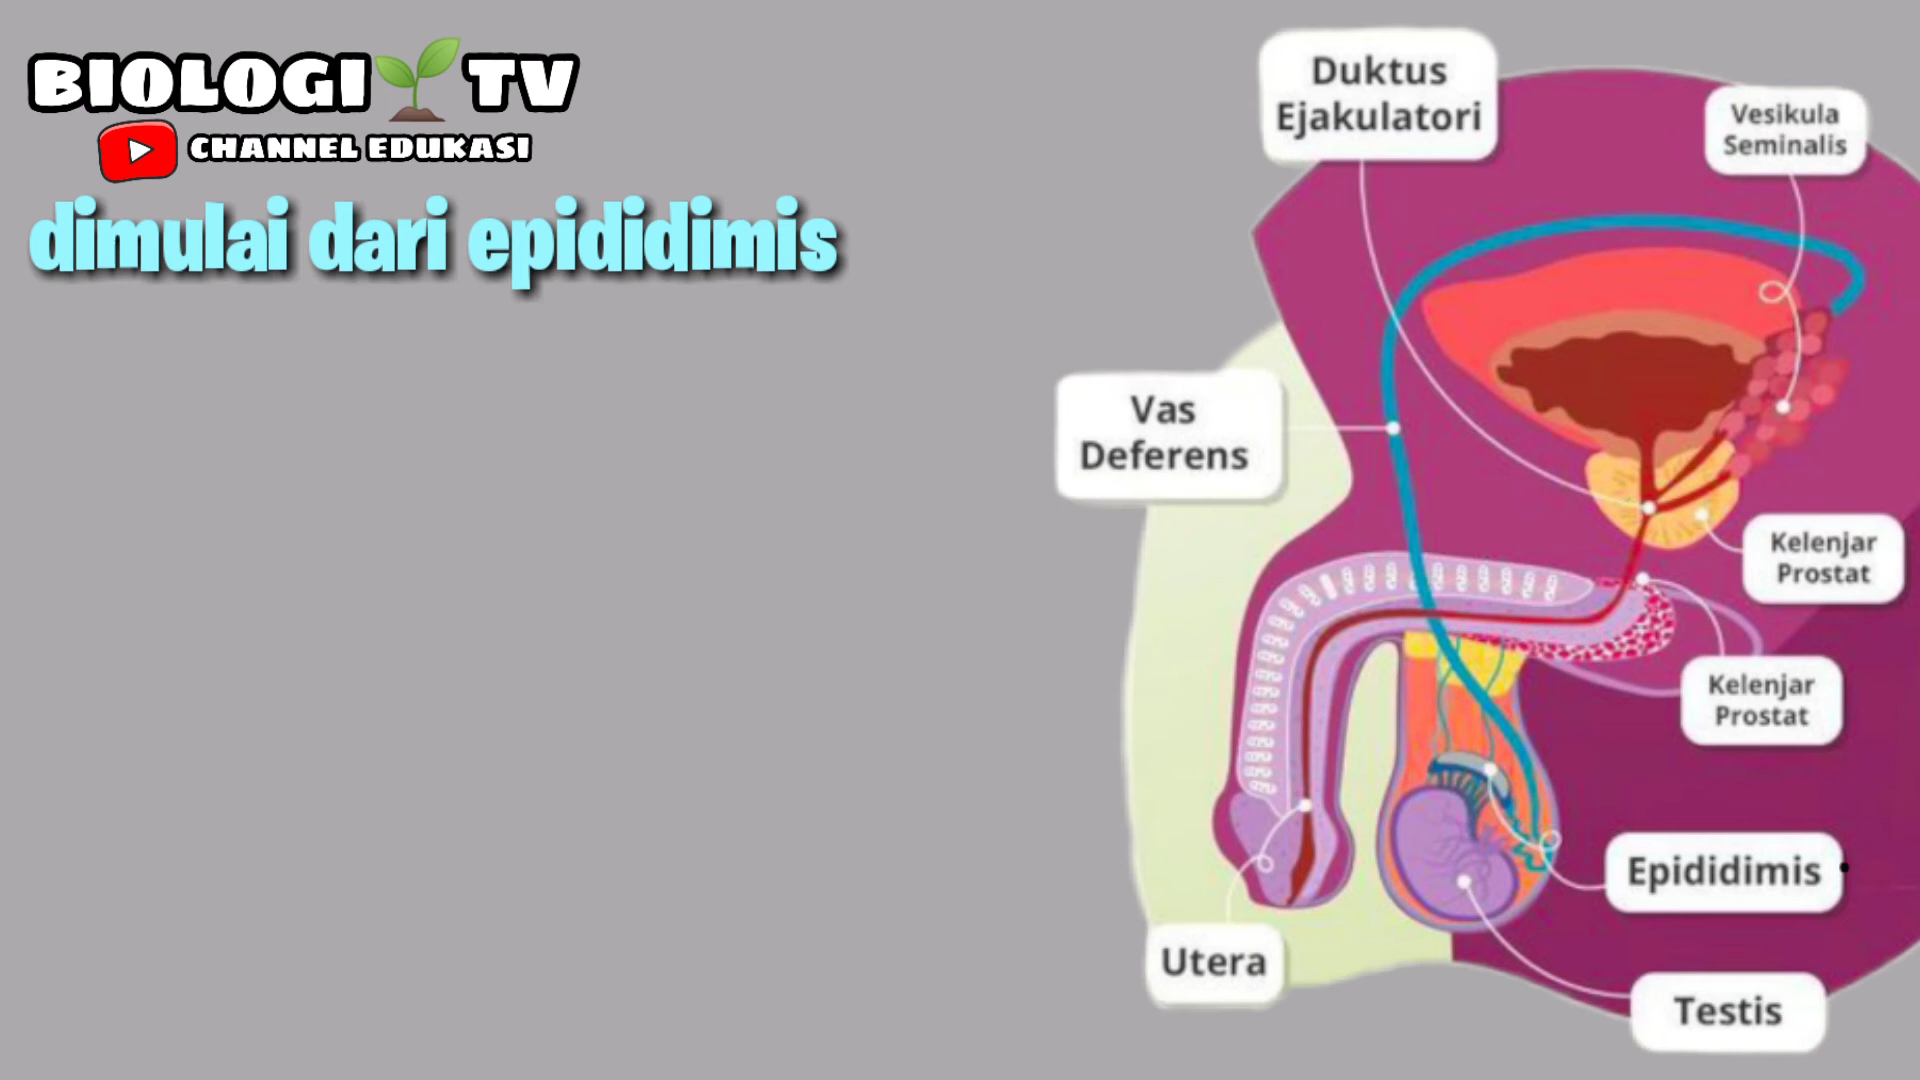 BIOLOGI TV
CHANNEL EDUKASI
dimulai dari epididimis
Duktus
Ejakulatori
Vesikula
Seminalis
Vas
Deferens
Kelenjar
Prostat
Kelenjar
Prostat
Epididimis
Utera
Testis